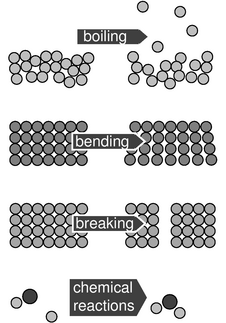 boiling
bending
breaking
chemical
reactions